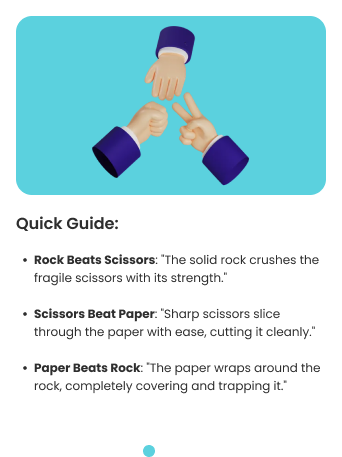 Quick Guide:
• Rock Beats Scissors: "The solid rock crushes the
fragile scissors with its strength."
• Scissors Beat Paper: "Sharp scissors slice
through the paper with ease, cutting it cleanly."
• Paper Beats Rock: "The paper wraps around the
rock, completely covering and trapping it."